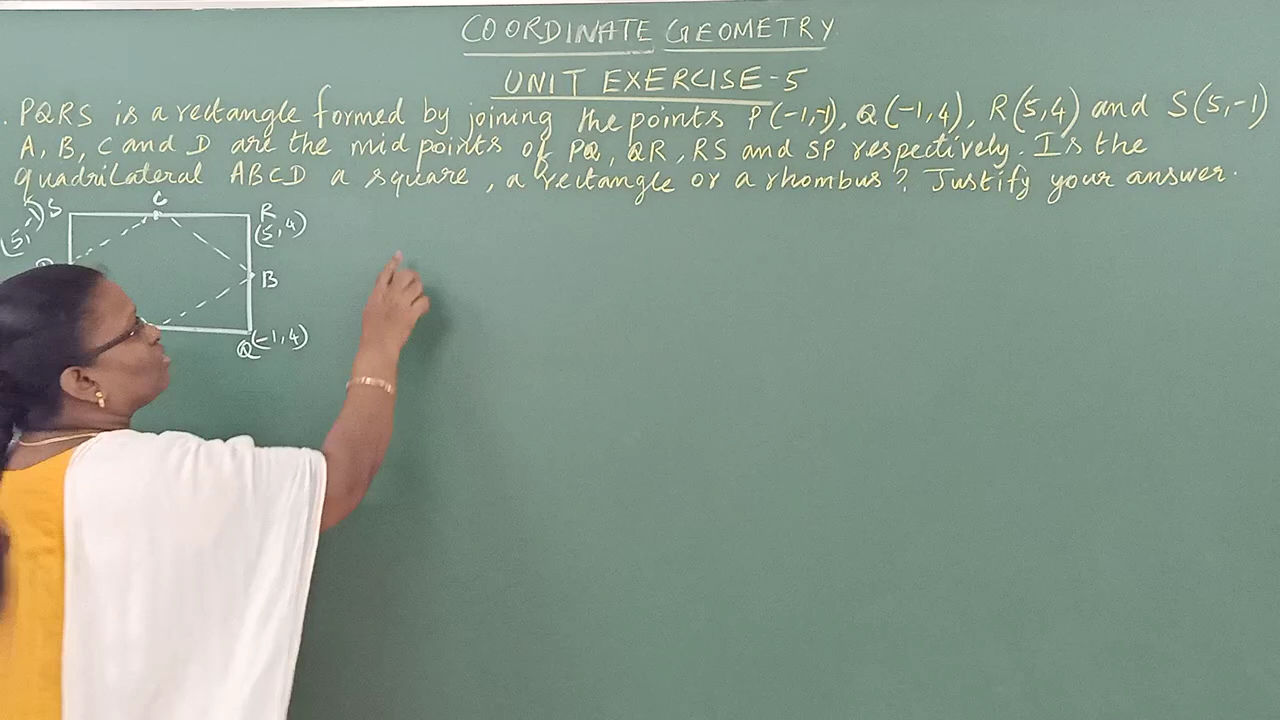 COORDINATE GEOMETRY
UNIT EXERCISE-5
. PQRS is a rectangle formed by joining the points P(-1,-1), Q(-1,4), R(5,4) and S(5,-1)
A, B, C and D are the mid points of PQ, QR, RS and SP respectively. Is the
quadrilateral ABCD a square, a rectangle or a rhombus? Justify your answer.
S C R
(5,-1) (5,4)
D B
Q(-1,4)